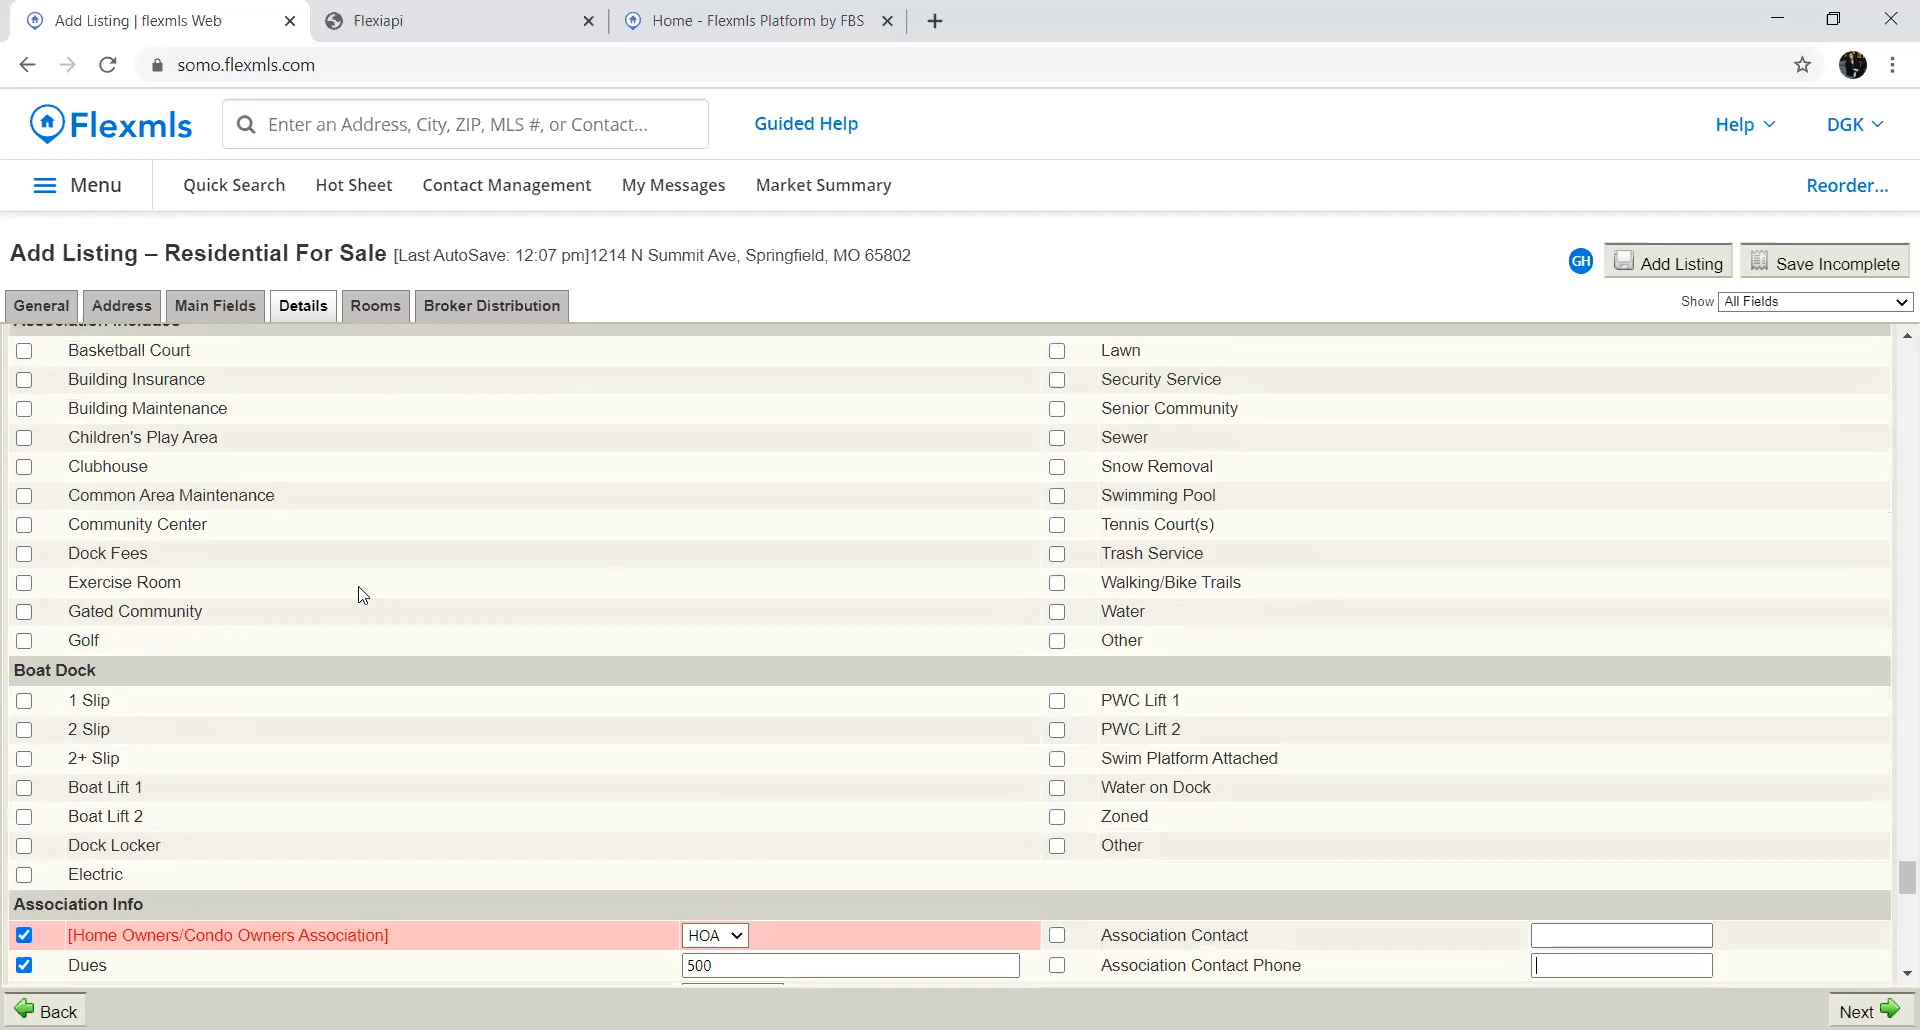 Add Listing | flexmls Web
Flexiapi
Home - Flexmls Platform by FBS
somo.flexmls.com
Flexmls
Enter an Address, City, ZIP, MLS #, or Contact...
Guided Help
Help
DGK
Menu
Quick Search
Hot Sheet
Contact Management
My Messages
Market Summary
Reorder...
Add Listing – Residential For Sale [Last AutoSave: 12:07 pm]1214 N Summit Ave, Springfield, MO 65802
GH
Add Listing
Save Incomplete
General
Address
Main Fields
Details
Rooms
Broker Distribution
Show
All Fields
Association Includes
Basketball Court
Lawn
Building Insurance
Security Service
Building Maintenance
Senior Community
Children's Play Area
Sewer
Clubhouse
Snow Removal
Common Area Maintenance
Swimming Pool
Community Center
Tennis Court(s)
Dock Fees
Trash Service
Exercise Room
Walking/Bike Trails
Gated Community
Water
Golf
Other
Boat Dock
1 Slip
PWC Lift 1
2 Slip
PWC Lift 2
2+ Slip
Swim Platform Attached
Boat Lift 1
Water on Dock
Boat Lift 2
Zoned
Dock Locker
Other
Electric
Association Info
[Home Owners/Condo Owners Association]
HOA
Association Contact
Dues
500
Association Contact Phone
Back
Next